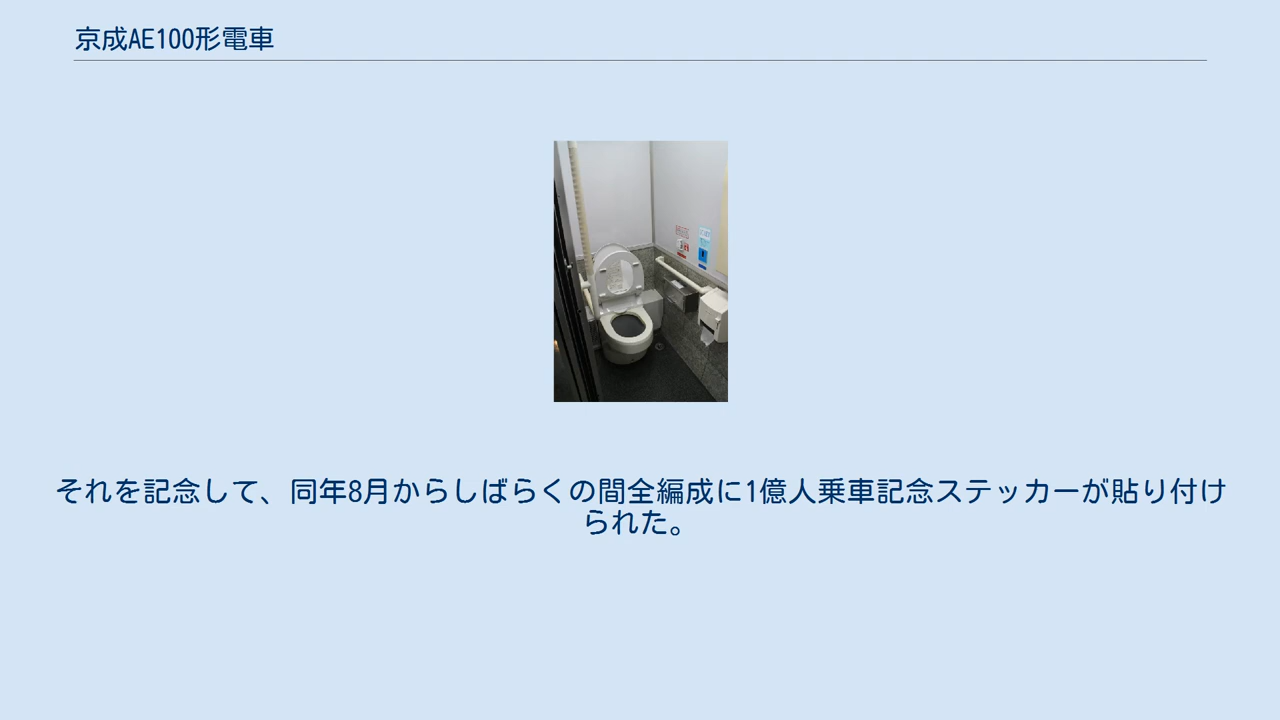 京成AE100形電車
それを記念して、同年8月からしばらくの間全編成に1億人乗車記念ステッカーが貼り付け
られた。